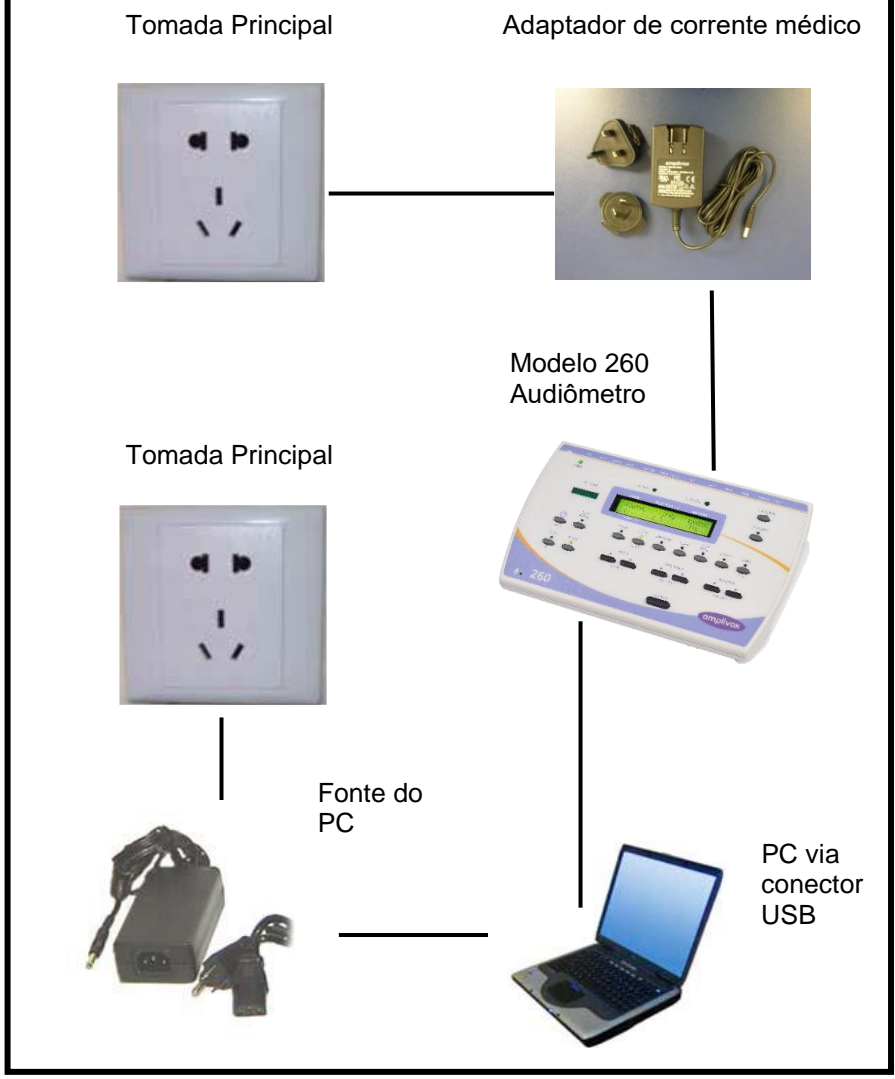 Tomada Principal
Adaptador de corrente médico
amplivox
Modelo 260
Audiômetro
Tomada Principal
260
amplivox
Fonte do
PC
PC via
conector
USB